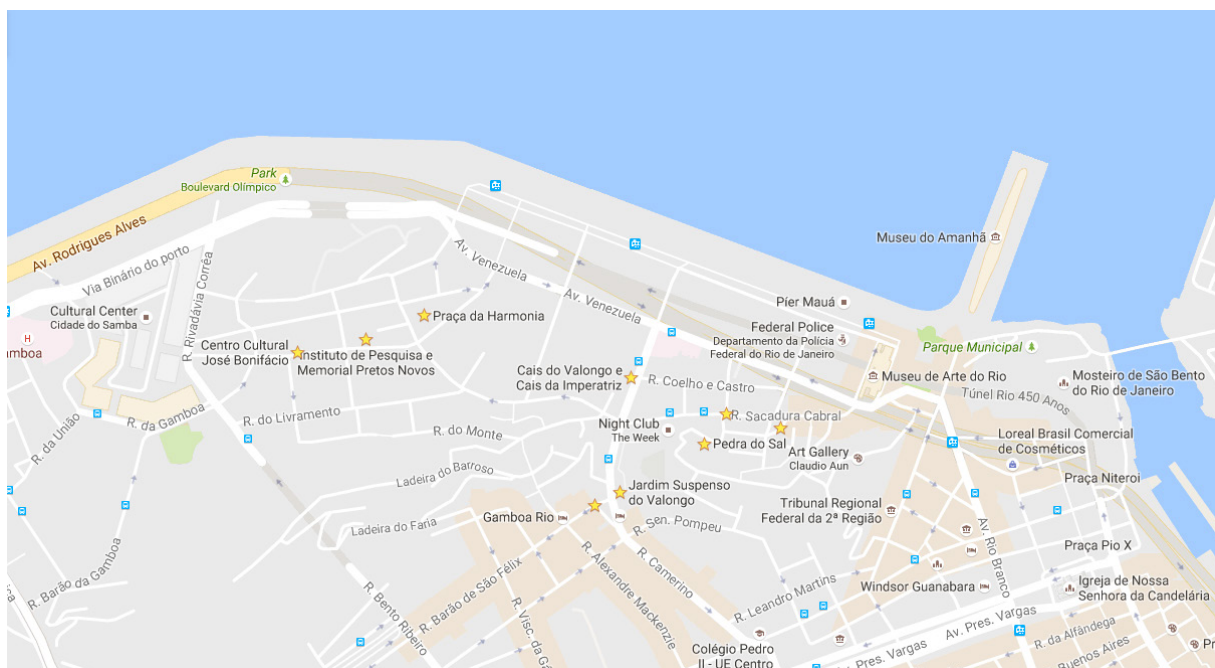 Park
Boulevard Olímpico
Av. Rodrigues Alves
Via Binário do porto
R. Rivadávia Corrêa
Av. Venezuela
Av. Venezuela
Museu do Amanhã
Píer Mauá
Cultural Center
Cidade do Samba
Praça da Harmonia
Federal Police
Departamento da Polícia
Federal do Rio de Janeiro
Parque Municipal
H
amboa
Centro Cultural
José Bonifácio
Instituto de Pesquisa e
Memorial Pretos Novos
Cais do Valongo e
Cais da Imperatriz
R. Coelho e Castro
Museu de Arte do Rio
Mosteiro de São Bento
do Rio de Janeiro
Túnel Rio 450 Anos
R. da União
R. da Gamboa
R. do Livramento
R. do Monte
Night Club
The Week
R. Sacadura Cabral
Pedra do Sal
Art Gallery
Claudio Aun
Loreal Brasil Comercial
de Cosméticos
Ladeira do Barroso
Jardim Suspenso
do Valongo
Praça Niteroi
Ladeira do Faria
Gamboa Rio
R. Sen. Pompeu
Tribunal Regional
Federal da 2ª Região
Av. Rio Branco
Praça Pio X
R. Barão da Gamboa
R. Bento Ribeiro
R. Barão de São Félix
R. Visc. da Gá
R. Alexandre Mackenzie
R. Camerino
R. Leandro Martins
Windsor Guanabara
Igreja de Nossa
Senhora da Candelária
Av. Pres. Vargas
Av. Pres. Vargas
Colégio Pedro
II - UE Centro
R. da Alfândega
Buenos Aires
Pr